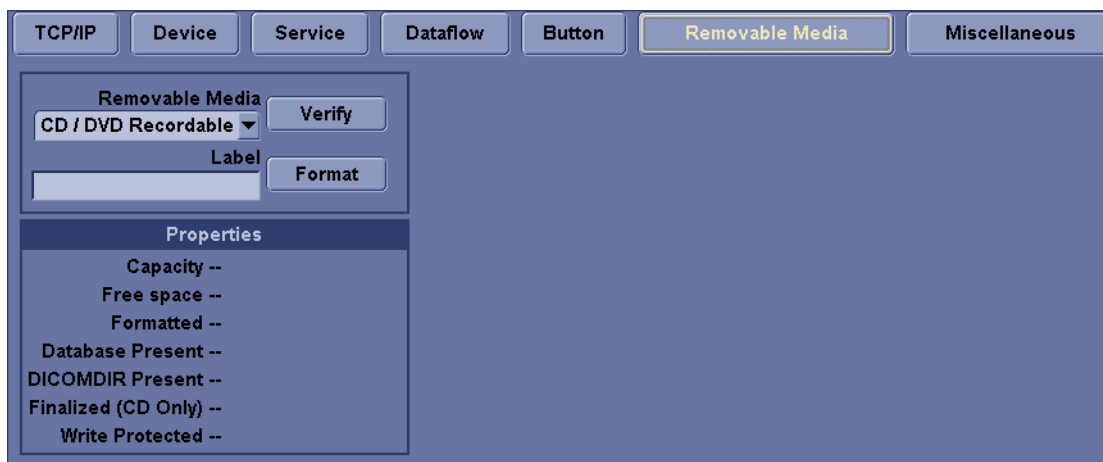 TCP/IP Device Service Dataflow Button Removable Media Miscellaneous
Removable Media
CD / DVD Recordable
Verify
Label
Format
Properties
Capacity --
Free space --
Formatted --
Database Present --
DICOMDIR Present --
Finalized (CD Only) --
Write Protected --